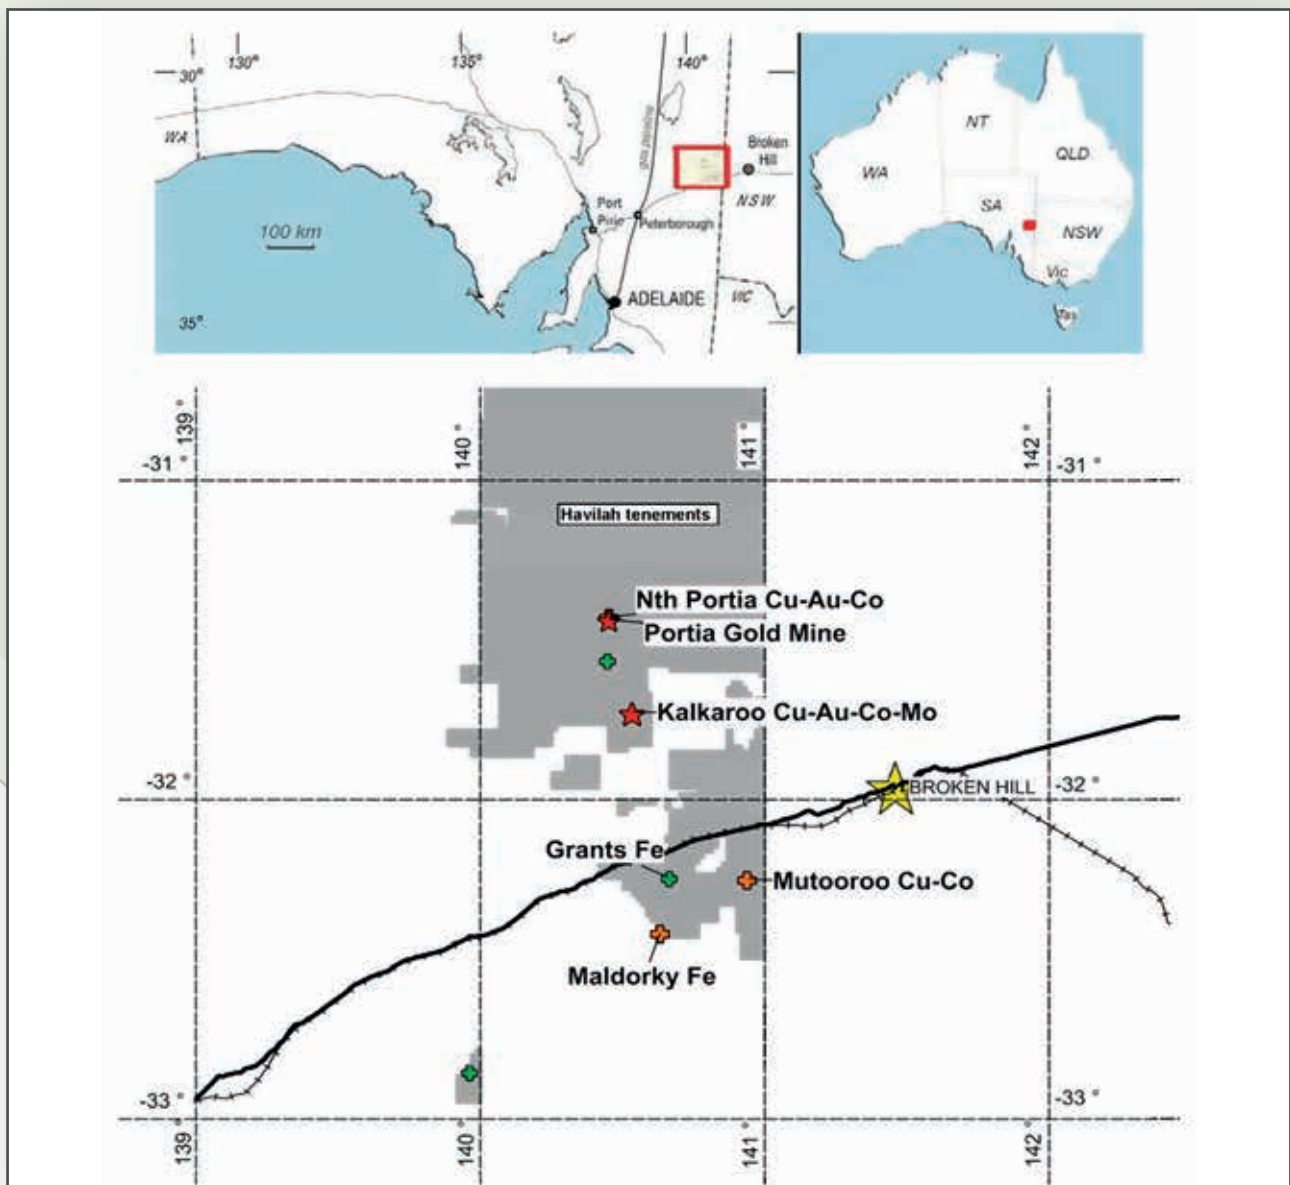 30°
130°
135°
140°
WA
Broken
Hill
NSW
Port
Pirie
Peterborough
100 km
ADELAIDE
VIC
35°
NT
QLD
WA
SA
NSW
Vic
Tas
139°
140°
141°
142°
-31°
-31°
Havilah tenements
Nth Portia Cu-Au-Co
Portia Gold Mine
Kalkaroo Cu-Au-Co-Mo
-32°
-32°
BROKEN HILL
Grants Fe
Mutooroo Cu-Co
Maldorky Fe
-33°
-33°
139°
140°
141°
142°